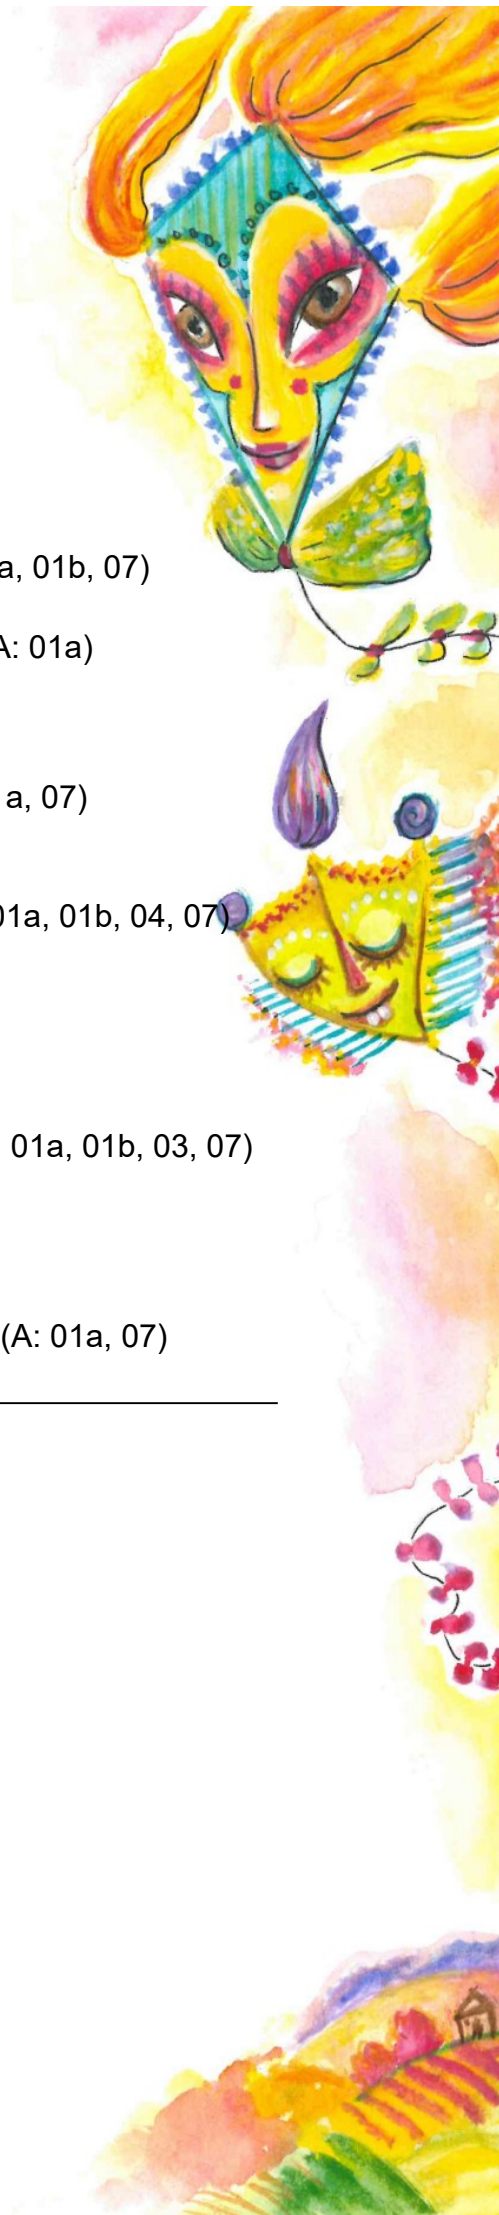 a, 01b, 07)
A: 01a)
a, 07)
01a, 01b, 04, 07)
01a, 01b, 03, 07)
(A: 01a, 07)